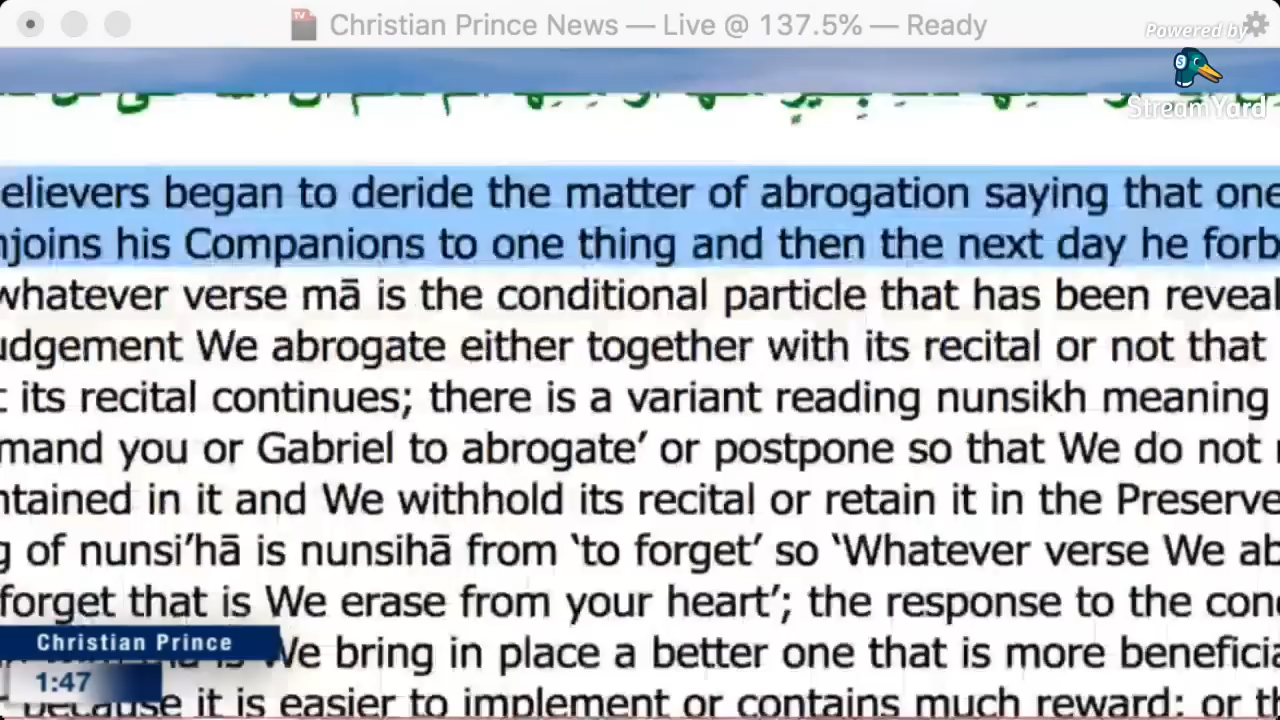 Christian Prince News — Live @ 137.5% — Ready
Powered by
StreamYard
elievers began to deride the matter of abrogation saying that one
njoins his Companions to one thing and then the next day he forb
whatever verse mā is the conditional particle that has been reveal
udgement We abrogate either together with its recital or not that
t its recital continues; there is a variant reading nunsikh meaning
mand you or Gabriel to abrogate’ or postpone so that We do not
ntained in it and We withhold its recital or retain it in the Preserve
g of nunsi’hā is nunsihā from ‘to forget’ so ‘Whatever verse We ab
forget that is We erase from your heart’; the response to the con
Christian Prince
is We bring in place a better one that is more beneficia
1:47
because it is easier to implement or contains much reward; or th